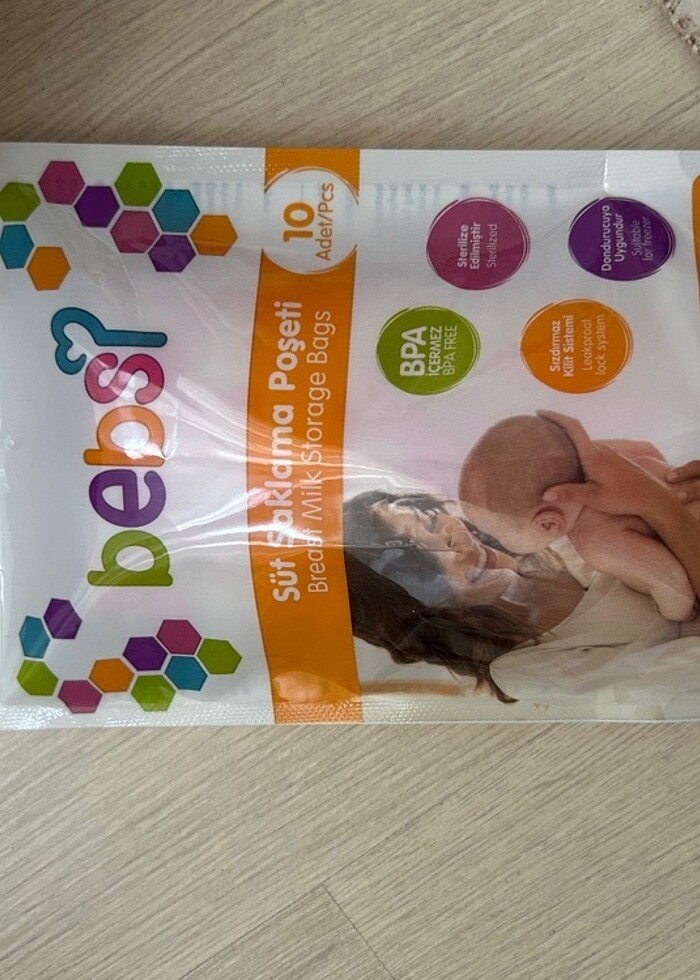 bebsi
Süt Saklama Poşeti
Breast Milk Storage Bags
10
Adet/Pcs
BPA
İÇERMEZ
BPA FREE
Sterilize
Edilmiştir
Sterilized
Sızdırmaz
Kilit Sistemi
Leakproof
lock system
Dondurucuya
Uygundur
Suitable
for freezer